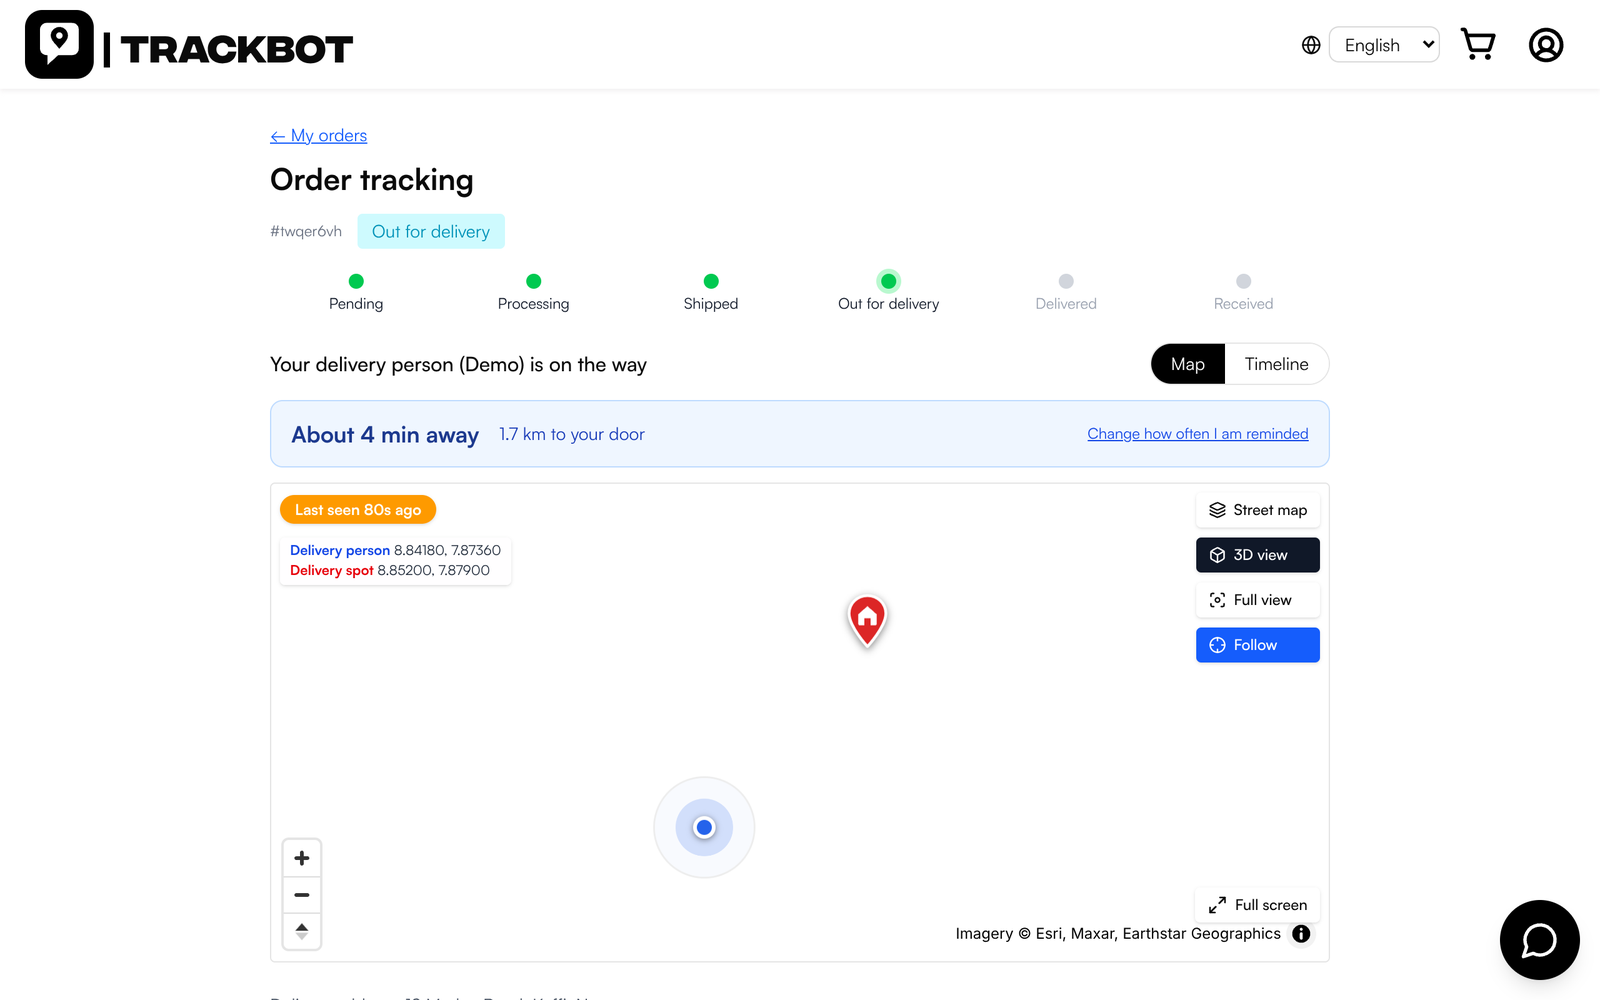 | TRACKBOT
English
← My orders
Order tracking
#twqer6vh
Out for delivery
Pending
Processing
Shipped
Out for delivery
Delivered
Received
Your delivery person (Demo) is on the way
Map
Timeline
About 4 min away
1.7 km to your door
Change how often I am reminded
Last seen 80s ago
Delivery person 8.84180, 7.87360
Delivery spot 8.85200, 7.87900
Street map
3D view
Full view
Follow
Full screen
Imagery © Esri, Maxar, Earthstar Geographics